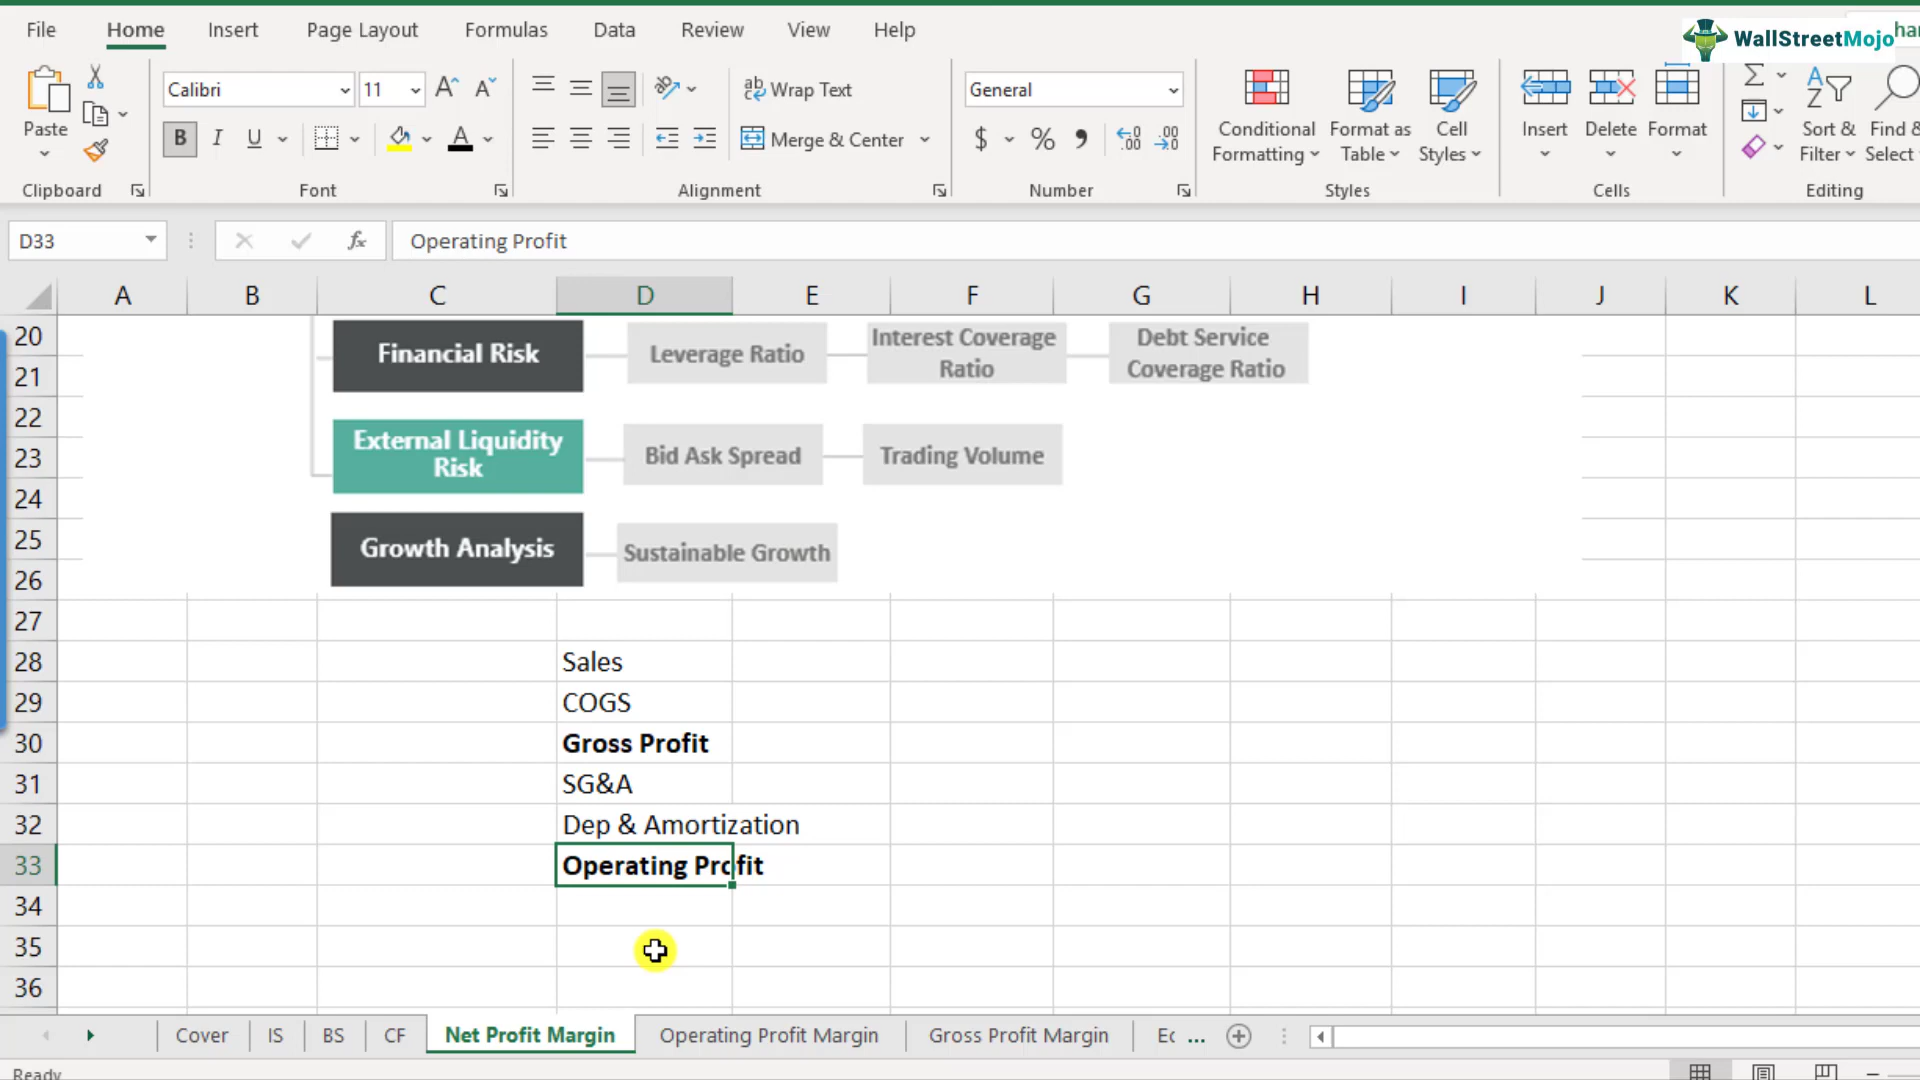 File Home Insert Page Layout Formulas Data Review View Help
WallStreetMojo
Paste
Calibri 11
Wrap Text
Merge & Center
General
Conditional Formatting
Format as Table
Cell Styles
Insert Delete Format
Sort & Filter
Find & Select
Clipboard Font Alignment Number Styles Cells Editing
D33 fx Operating Profit
A B C D E F G H I J K L
20
21
22
23
24
25
26
27
28
29
30
31
32
33
34
35
36
Financial Risk Leverage Ratio
Interest Coverage
Ratio
Debt Service
Coverage Ratio
External Liquidity
Risk
Bid Ask Spread Trading Volume
Growth Analysis Sustainable Growth
Sales
COGS
Gross Profit
SG&A
Dep & Amortization
Operating Profit
Cover IS BS CF Net Profit Margin Operating Profit Margin Gross Profit Margin Ec ...
Ready